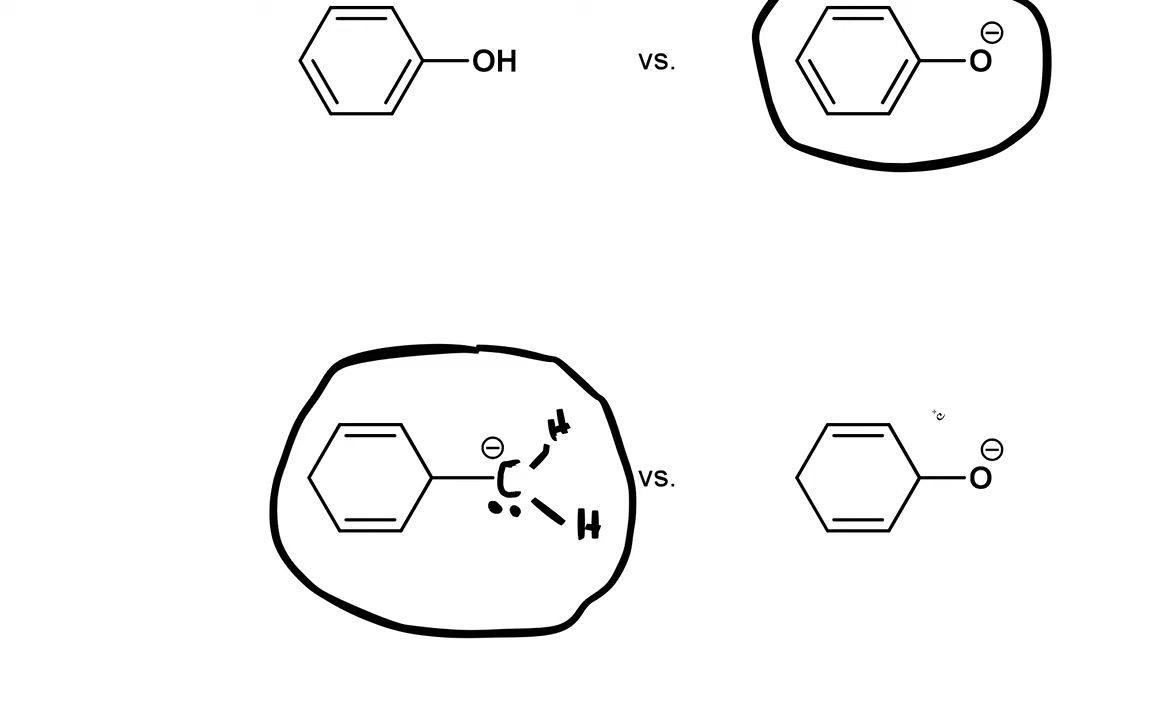 OH vs. ⊖ O
H
⊖ C vs. ⊖ O
H